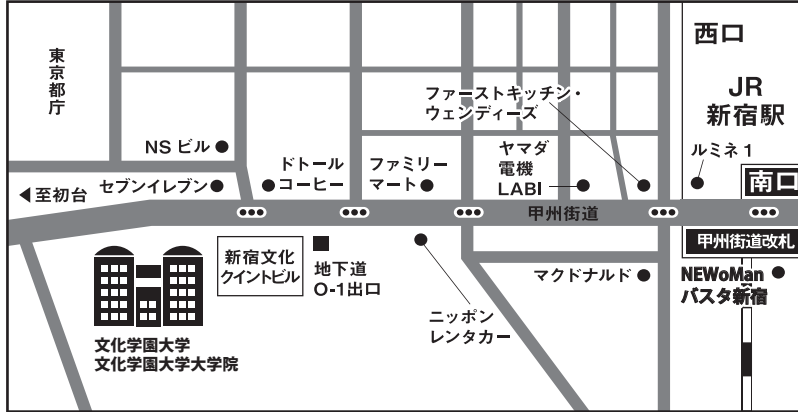 東京都庁
西口
JR
新宿駅
ファーストキッチン・
ウェンディーズ
NSビル
ドトール
コーヒー
ファミリー
マート
ヤマダ
電機
LABI
ルミネ1
南口
◀至初台
セブンイレブン
甲州街道
甲州街道改札
新宿文化
クイントビル
地下道
O-1出口
マクドナルド
NEWoMan
バスタ新宿
ニッポン
レンタカー
文化学園大学
文化学園大学大学院